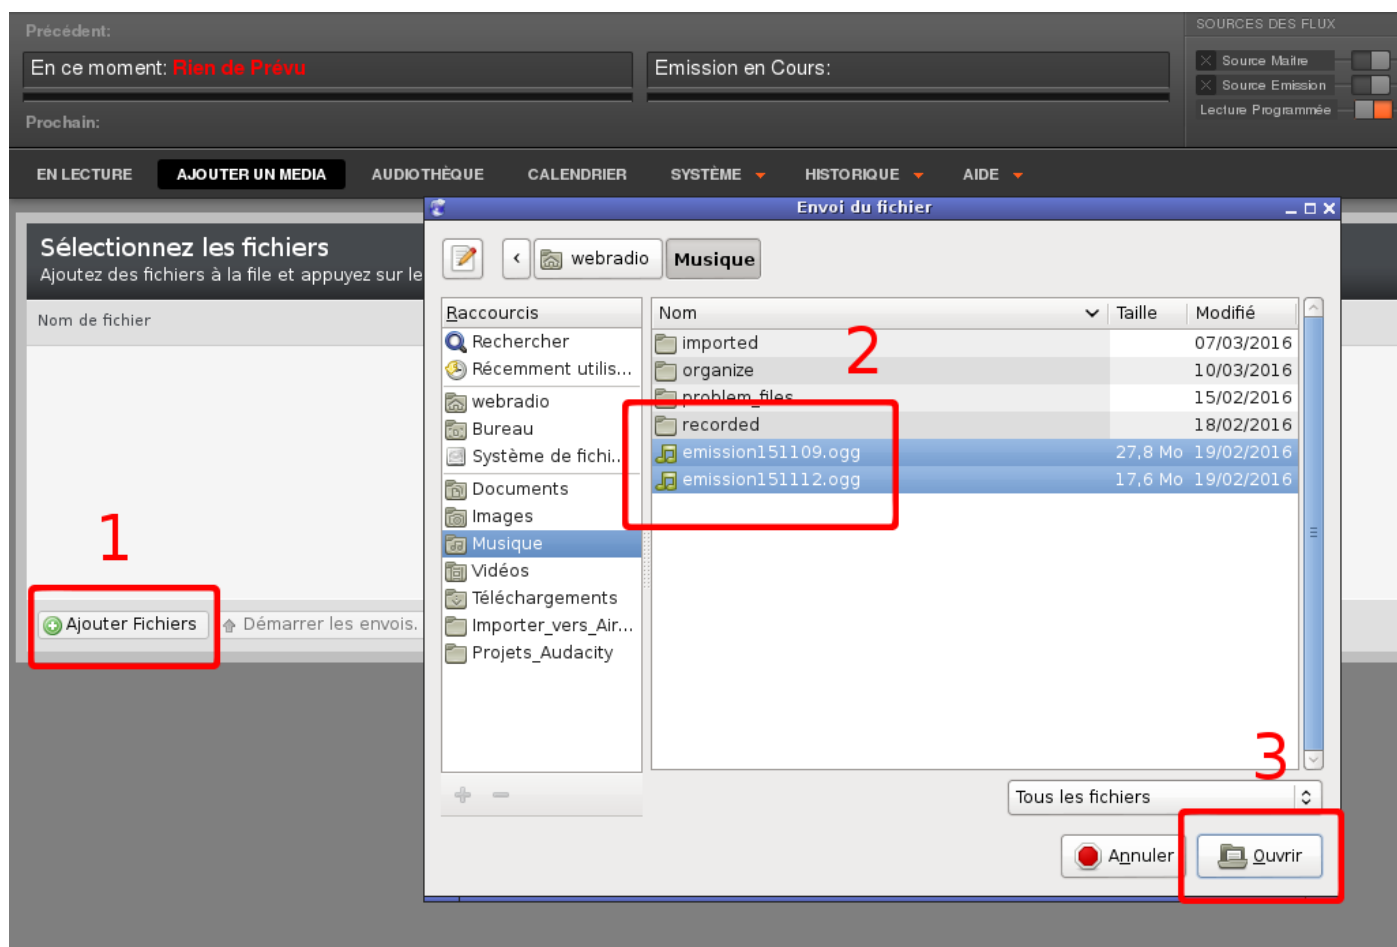 Précédent:
SOURCES DES FLUX
En ce moment: Rien de Prévu
Emission en Cours:
Source Maître
Source Emission
Lecture Programmée
Prochain:
EN LECTURE AJOUTER UN MEDIA AUDIOTHÈQUE CALENDRIER SYSTÈME HISTORIQUE AIDE
Envoi du fichier
Sélectionnez les fichiers
Ajoutez des fichiers à la file et appuyez sur le
Nom de fichier
webradio Musique
Raccourcis
Rechercher
Récemment utilis...
webradio
Bureau
Système de fichi...
Documents
Images
Musique
Vidéos
Téléchargements
Importer_vers_Air...
Projets_Audacity
Nom Taille Modifié
imported 07/03/2016
organize 10/03/2016
problem_files 15/02/2016
recorded 18/02/2016
emission151109.ogg 27,8 Mo 19/02/2016
emission151112.ogg 17,6 Mo 19/02/2016
2
1
Ajouter Fichiers Démarrer les envois.
3
Tous les fichiers
Annuler Ouvrir